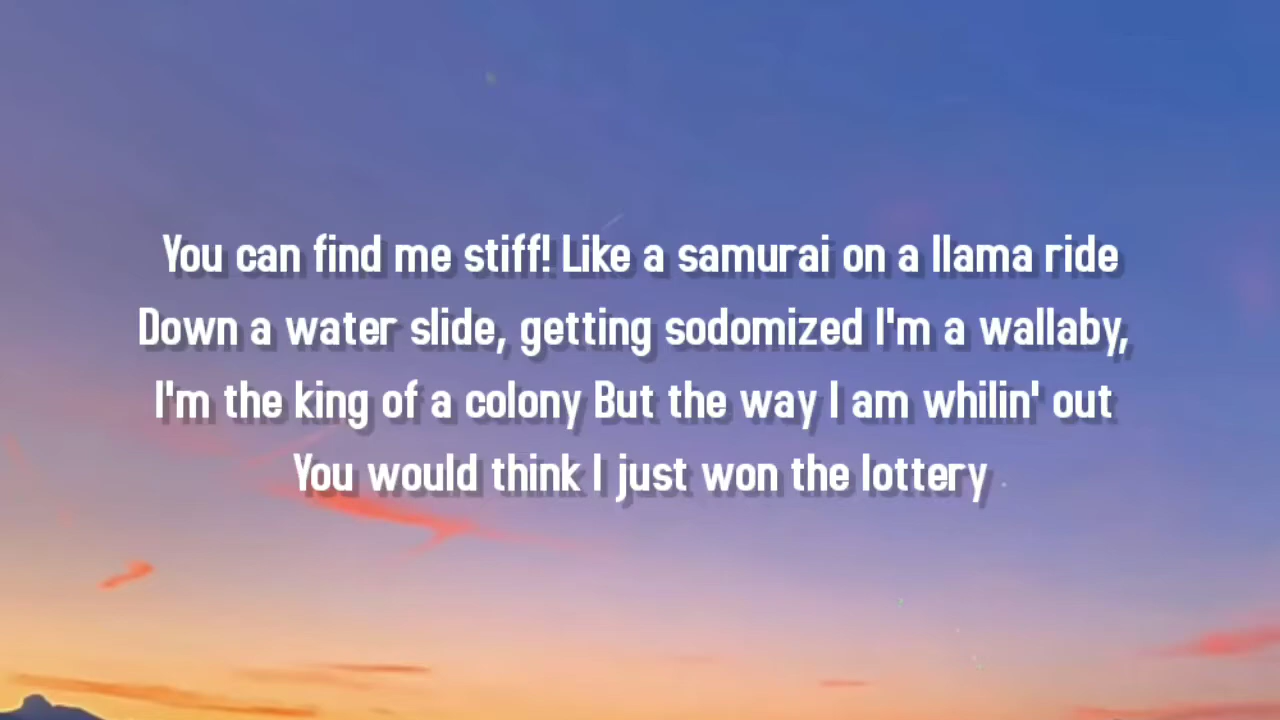 You can find me stiff! Like a samurai on a llama ride
Down a water slide, getting sodomized I'm a wallaby,
I'm the king of a colony But the way I am whilin' out
You would think I just won the lottery